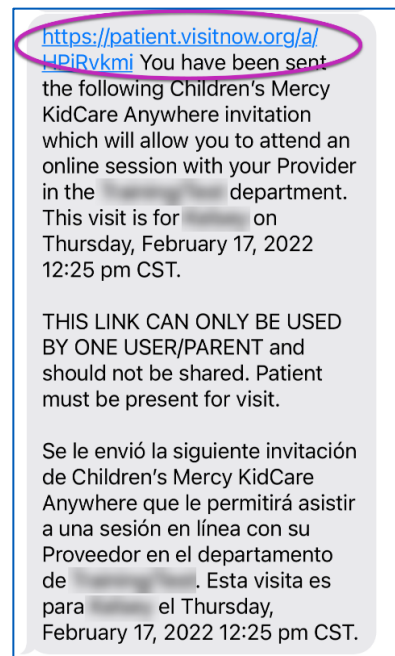 https://patient.visitnow.org/a/
HPiRvkmi You have been sent
the following Children's Mercy
KidCare Anywhere invitation
which will allow you to attend an
online session with your Provider
in the department.
This visit is for on
Thursday, February 17, 2022
12:25 pm CST.
THIS LINK CAN ONLY BE USED
BY ONE USER/PARENT and
should not be shared. Patient
must be present for visit.
Se le envió la siguiente invitación
de Children's Mercy KidCare
Anywhere que le permitirá asistir
a una sesión en línea con su
Proveedor en el departamento
de . Esta visita es
para el Thursday,
February 17, 2022 12:25 pm CST.